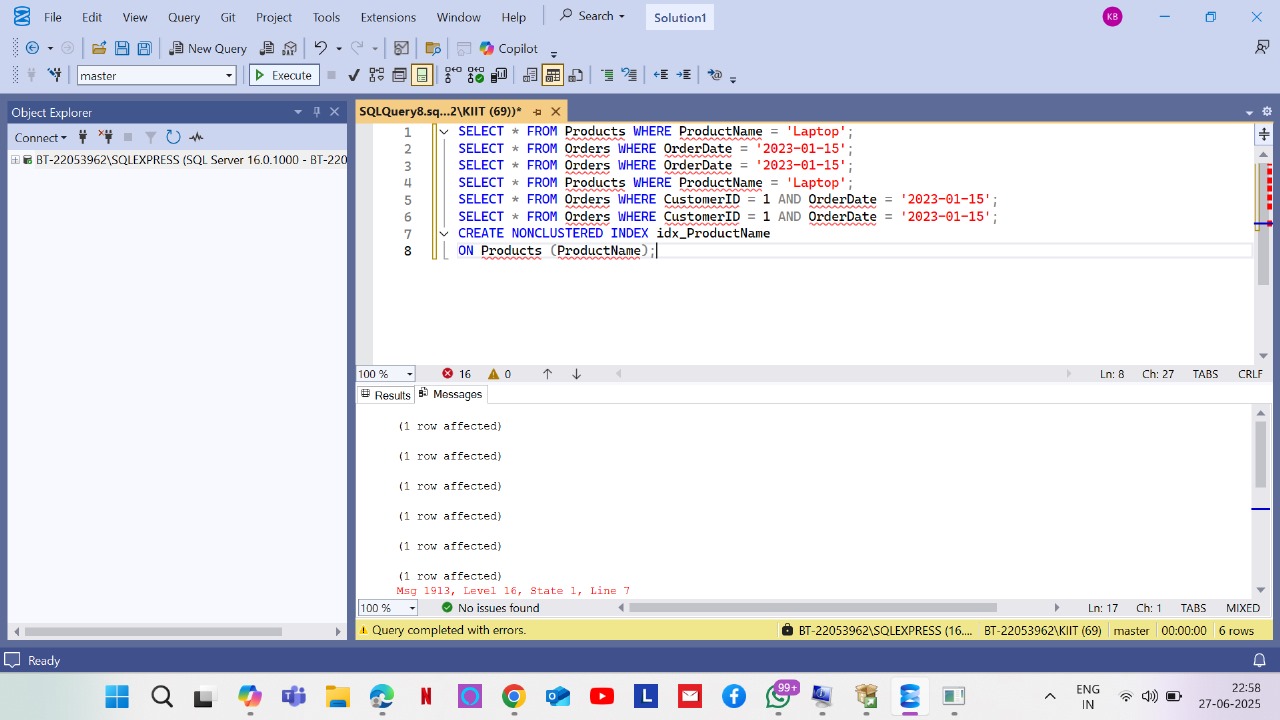 File Edit View Query Git Project Tools Extensions Window Help Search Solution1 KB
New Query Copilot
master Execute
Object Explorer
Connect
BT-22053962\SQLEXPRESS (SQL Server 16.0.1000 - BT-220
SQLQuery8.sq...2\KIIT (69))*
1 SELECT * FROM Products WHERE ProductName = 'Laptop';
2 SELECT * FROM Orders WHERE OrderDate = '2023-01-15';
3 SELECT * FROM Orders WHERE OrderDate = '2023-01-15';
4 SELECT * FROM Products WHERE ProductName = 'Laptop';
5 SELECT * FROM Orders WHERE CustomerID = 1 AND OrderDate = '2023-01-15';
6 SELECT * FROM Orders WHERE CustomerID = 1 AND OrderDate = '2023-01-15';
7 CREATE NONCLUSTERED INDEX idx_ProductName
8 ON Products (ProductName);
100 % 16 0 Ln: 8 Ch: 27 TABS CRLF
Results Messages
(1 row affected)
(1 row affected)
(1 row affected)
(1 row affected)
(1 row affected)
(1 row affected)
Msg 1913, Level 16, State 1, Line 7
100 % No issues found Ln: 17 Ch: 1 TABS MIXED
Query completed with errors. BT-22053962\SQLEXPRESS (16.... BT-22053962\KIIT (69) master 00:00:00 6 rows
Ready
99+
ENG
IN
22:58
27-06-2025